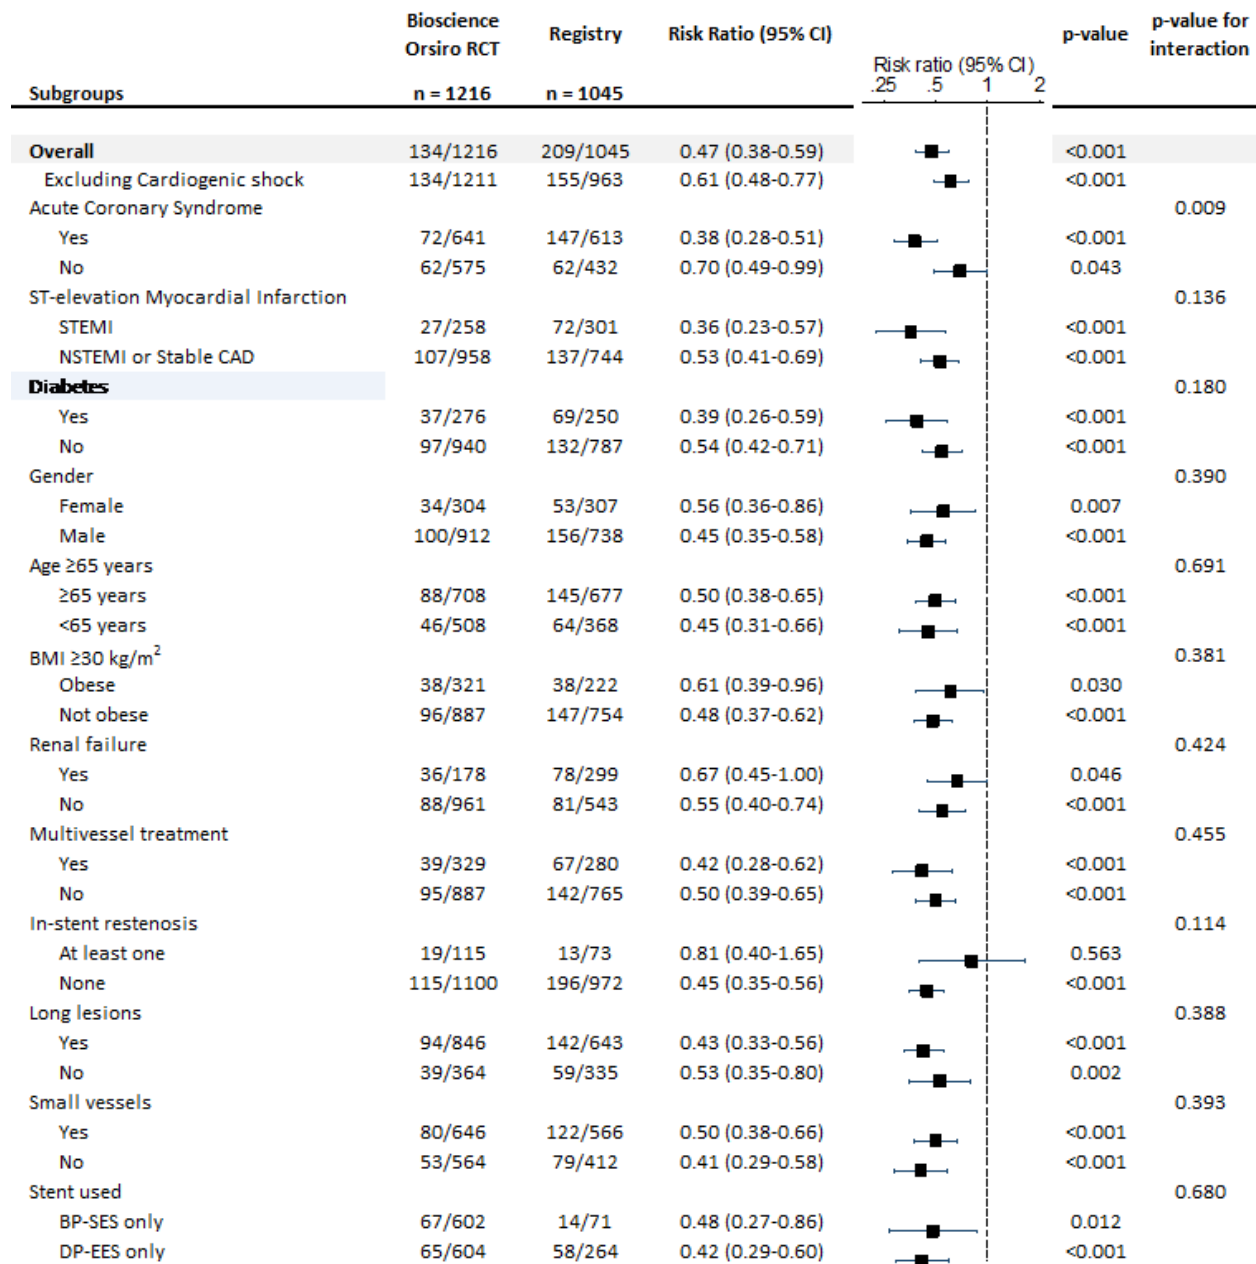 Bioscience Orsiro RCT Registry Risk Ratio (95% CI) p-value p-value for interaction
Risk ratio (95% CI)
Subgroups n = 1216 n = 1045 .25 .5 1 2
Overall 134/1216 209/1045 0.47 (0.38-0.59) <0.001
Excluding Cardiogenic shock 134/1211 155/963 0.61 (0.48-0.77) <0.001
Acute Coronary Syndrome 0.009
Yes 72/641 147/613 0.38 (0.28-0.51) <0.001
No 62/575 62/432 0.70 (0.49-0.99) 0.043
ST-elevation Myocardial Infarction 0.136
STEMI 27/258 72/301 0.36 (0.23-0.57) <0.001
NSTEMI or Stable CAD 107/958 137/744 0.53 (0.41-0.69) <0.001
Diabetes 0.180
Yes 37/276 69/250 0.39 (0.26-0.59) <0.001
No 97/940 132/787 0.54 (0.42-0.71) <0.001
Gender 0.390
Female 34/304 53/307 0.56 (0.36-0.86) 0.007
Male 100/912 156/738 0.45 (0.35-0.58) <0.001
Age ≥65 years 0.691
≥65 years 88/708 145/677 0.50 (0.38-0.65) <0.001
<65 years 46/508 64/368 0.45 (0.31-0.66) <0.001
BMI ≥30 kg/m² 0.381
Obese 38/321 38/222 0.61 (0.39-0.96) 0.030
Not obese 96/887 147/754 0.48 (0.37-0.62) <0.001
Renal failure 0.424
Yes 36/178 78/299 0.67 (0.45-1.00) 0.046
No 88/961 81/543 0.55 (0.40-0.74) <0.001
Multivessel treatment 0.455
Yes 39/329 67/280 0.42 (0.28-0.62) <0.001
No 95/887 142/765 0.50 (0.39-0.65) <0.001
In-stent restenosis 0.114
At least one 19/115 13/73 0.81 (0.40-1.65) 0.563
None 115/1100 196/972 0.45 (0.35-0.56) <0.001
Long lesions 0.388
Yes 94/846 142/643 0.43 (0.33-0.56) <0.001
No 39/364 59/335 0.53 (0.35-0.80) 0.002
Small vessels 0.393
Yes 80/646 122/566 0.50 (0.38-0.66) <0.001
No 53/564 79/412 0.41 (0.29-0.58) <0.001
Stent used 0.680
BP-SES only 67/602 14/71 0.48 (0.27-0.86) 0.012
DP-EES only 65/604 58/264 0.42 (0.29-0.60) <0.001